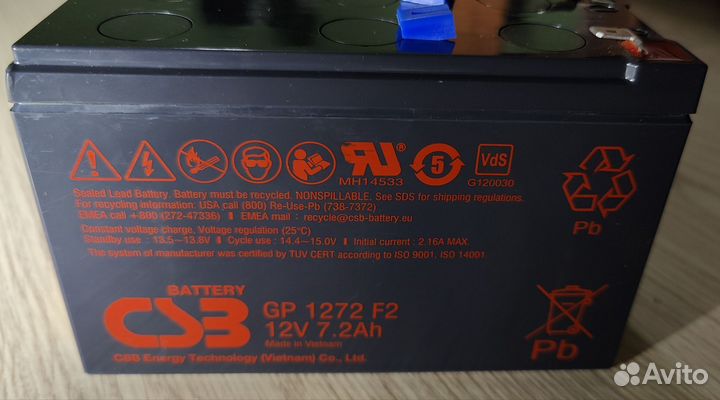 VdS
5
MH14533
G120030
Sealed Lead Battery Battery must be recycled. NONSPILLABLE. See SDS for shipping regulations.
For recycling information: USA call (800) Re-Use-Pb (738-7372)
EMEA call +800 (272-47336) EMEA mail : recycle@csb-battery.eu
Constant voltage charge, Voltage regulation (25°C)
Standby use : 13.5~13.8V Cycle use : 14.4~15.0V Initial current : 2.16A MAX.
The system of manufacturer was certified by TUV CERT according to ISO 9001, ISO 14001.
Pb
BATTERY
CSB
GP 1272 F2
12V 7.2Ah
Made in Vietnam
CSB Energy Technology (Vietnam) Co., Ltd.
Pb
Avito